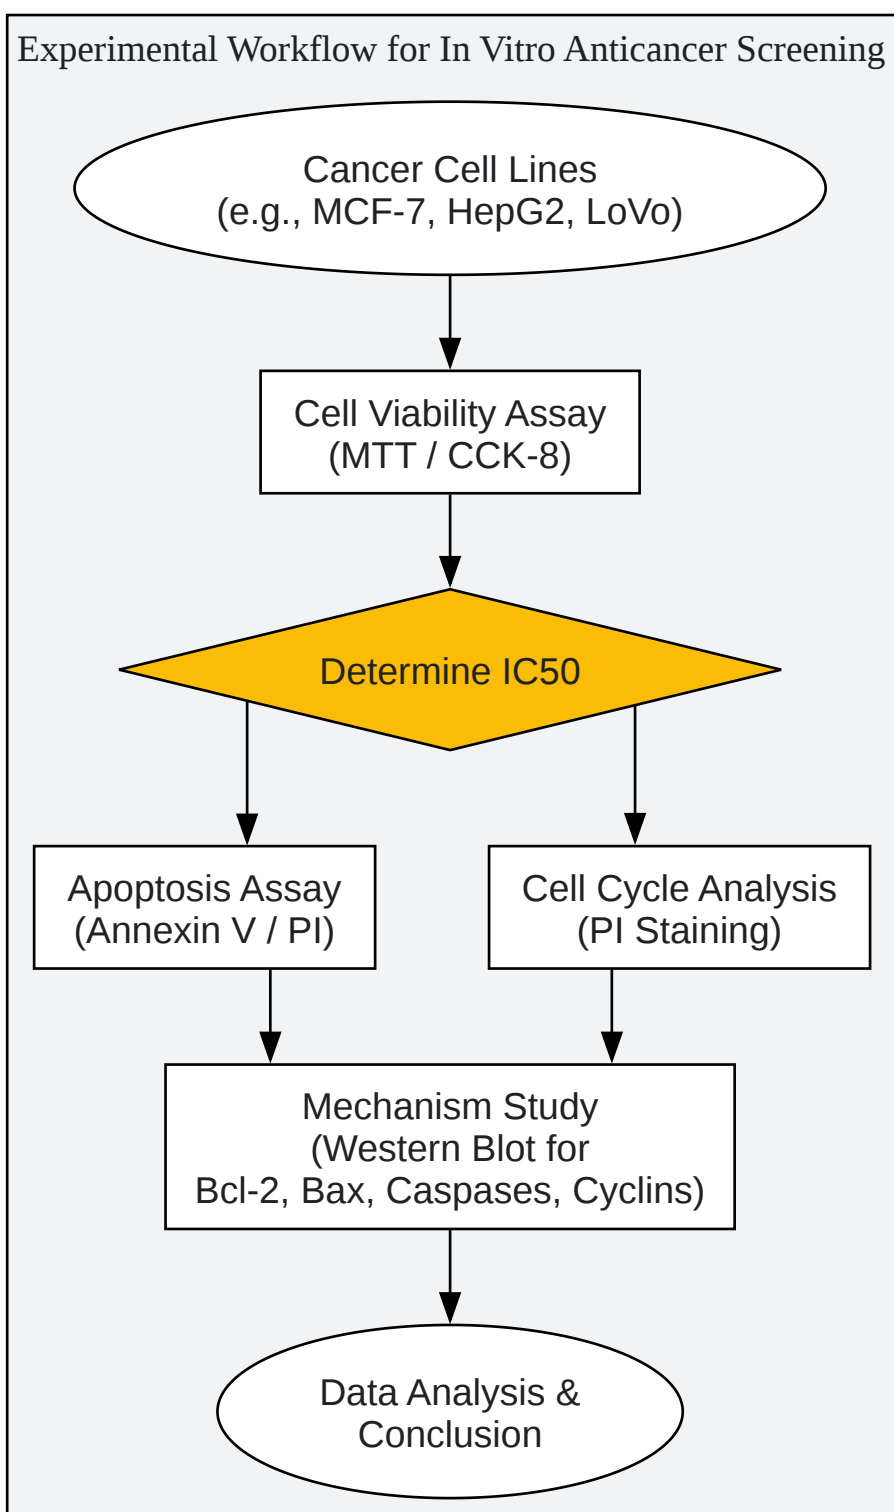 Experimental Workflow for In Vitro Anticancer Screening
Cancer Cell Lines
(e.g., MCF-7, HepG2, LoVo)
Cell Viability Assay
(MTT / CCK-8)
Determine IC50
Apoptosis Assay
(Annexin V / PI)
Cell Cycle Analysis
(PI Staining)
Mechanism Study
(Western Blot for
Bcl-2, Bax, Caspases, Cyclins)
Data Analysis &
Conclusion